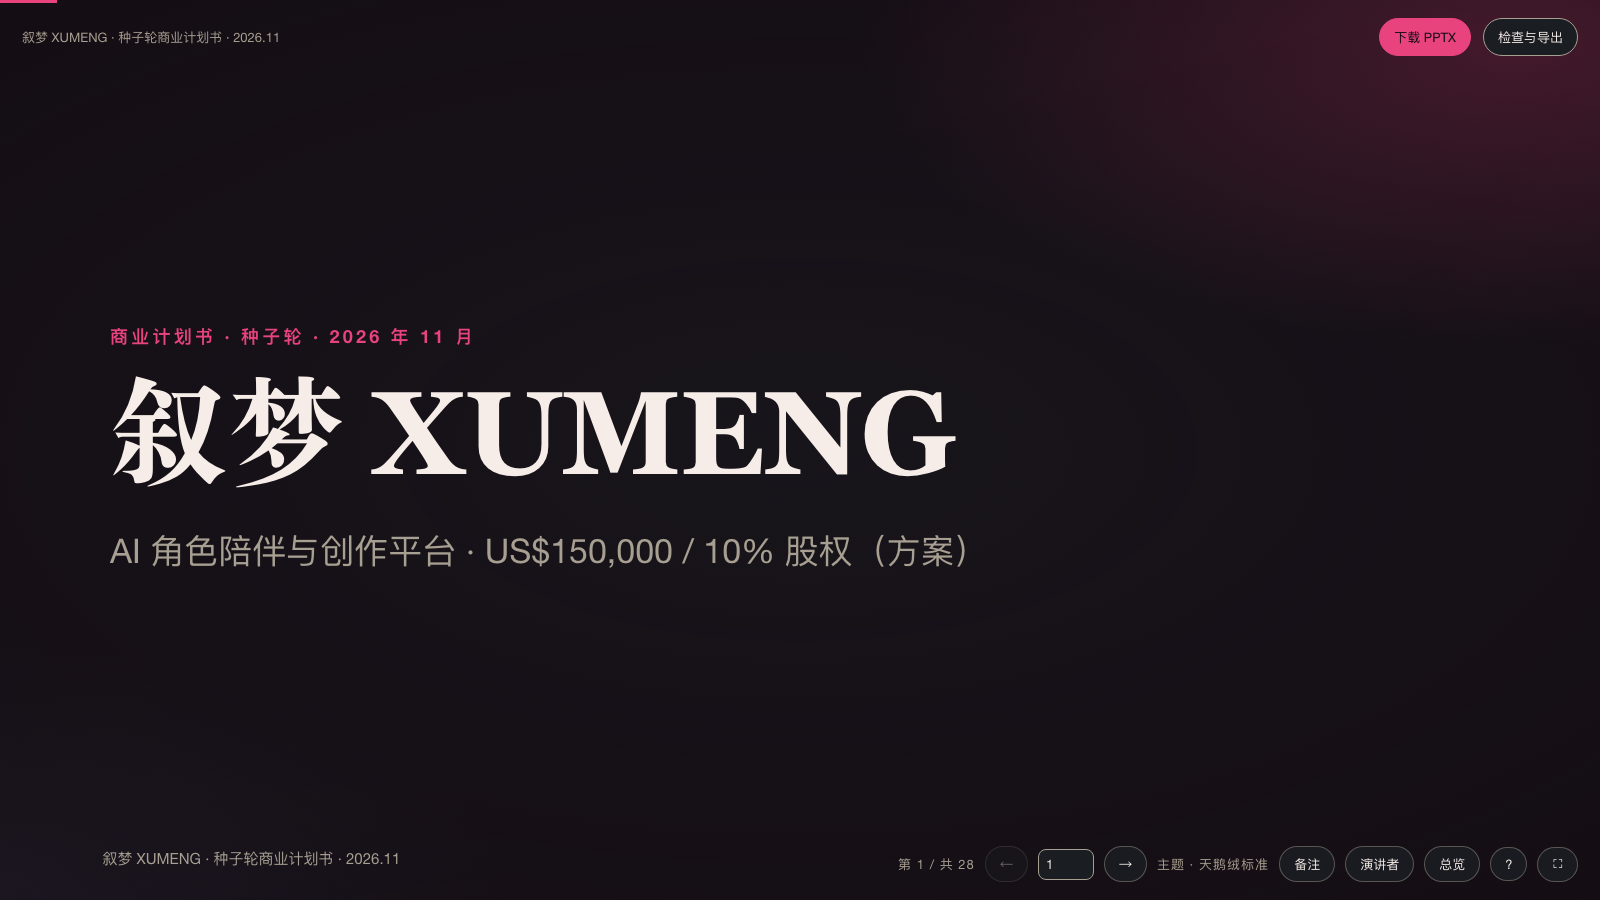 叙梦 XUMENG · 种子轮商业计划书 · 2026.11
下载 PPTX
检查与导出
商业计划书 · 种子轮 · 2026 年 11 月
叙梦 XUMENG
AI 角色陪伴与创作平台 · US$150,000 / 10% 股权（方案）
叙梦 XUMENG · 种子轮商业计划书 · 2026.11
第 1 / 共 28
←
1
→
主题 · 天鹅绒标准
备注
演讲者
总览
?